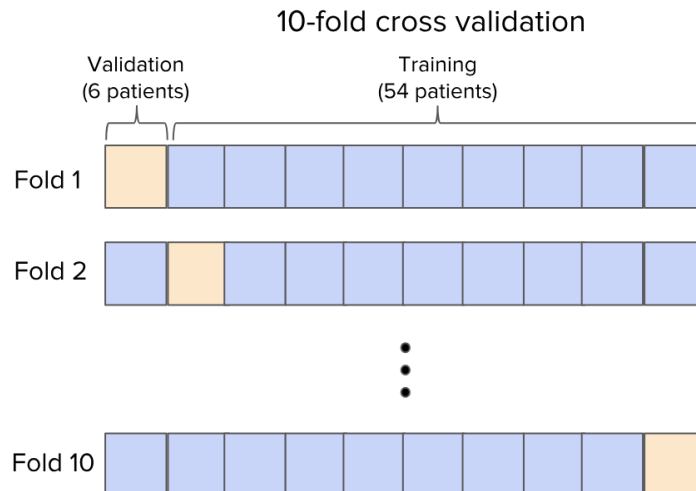 10-fold cross validation
Validation
(6 patients)
Training
(54 patients)
Fold 1
Fold 2
Fold 10